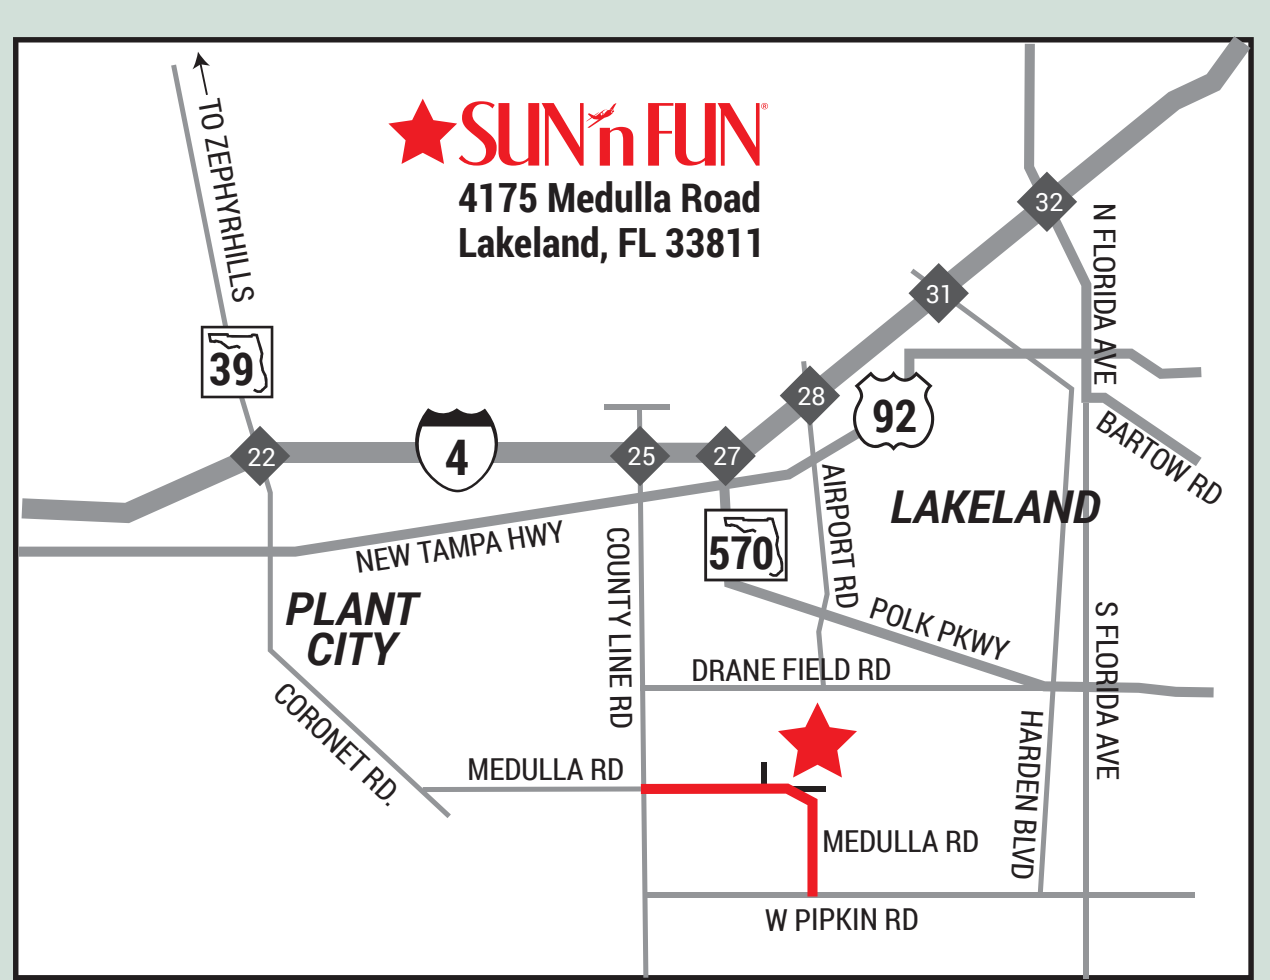 TO ZEPHYRHILLS
SUN 'n FUN®
4175 Medulla Road
Lakeland, FL 33811
32
N FLORIDA AVE
31
39
28
92
22
4
25
27
BARTOW RD
LAKELAND
AIRPORT RD
NEW TAMPA HWY
570
COUNTY LINE RD
PLANT
CITY
POLK PKWY
S FLORIDA AVE
DRANE FIELD RD
CORONET RD.
HARDEN BLVD
MEDULLA RD
MEDULLA RD
W PIPKIN RD